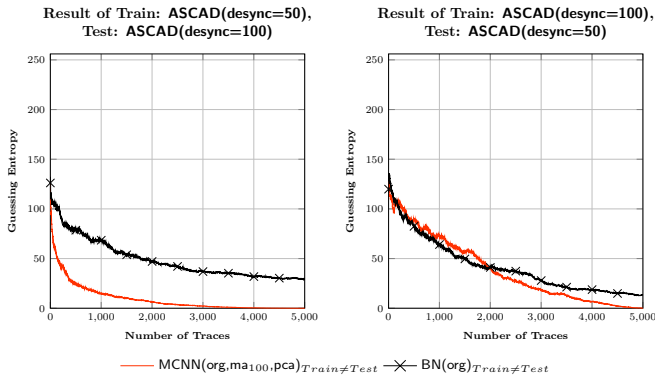 Result of Train: ASCAD(desync=50),
Test: ASCAD(desync=100)
250
200
150
100
50
0
Guessing Entropy
0
1,000
2,000
3,000
4,000
5,000
Number of Traces
Result of Train: ASCAD(desync=100),
Test: ASCAD(desync=50)
250
200
150
100
50
0
Guessing Entropy
0
1,000
2,000
3,000
4,000
5,000
Number of Traces
MCNN(org,ma₁₀₀,pca)Train≠Test
BN(org)Train≠Test